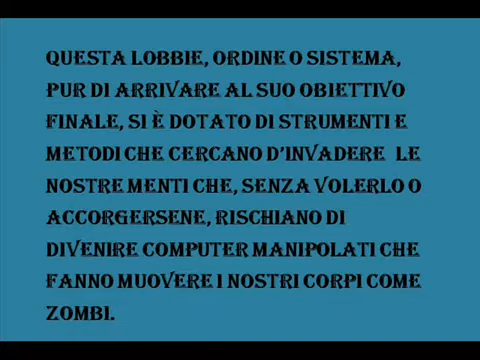 QUESTA LOBBIE, ORDINE O SISTEMA,
PUR DI ARRIVARE AL SUO OBIETTIVO
FINALE, SI È DOTATO DI STRUMENTI E
METODI CHE CERCANO D'INVADERE LE
NOSTRE MENTI CHE, SENZA VOLERLO O
ACCORGERSENE, RISCHIANO DI
DIVENIRE COMPUTER MANIPOLATI CHE
FANNO MUOVERE I NOSTRI CORPI COME
ZOMBI.